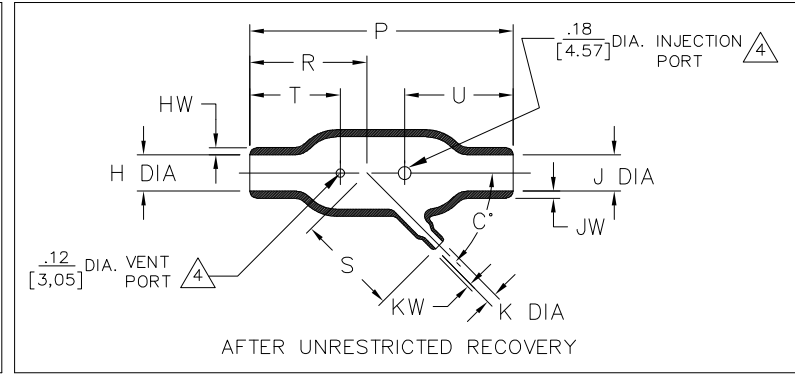 P
R
T
U
HW
H DIA
J DIA
JW
.18
[4.57] DIA. INJECTION
PORT
4
.12
[3,05] DIA. VENT
PORT
4
S
C°
KW
K DIA
AFTER UNRESTRICTED RECOVERY